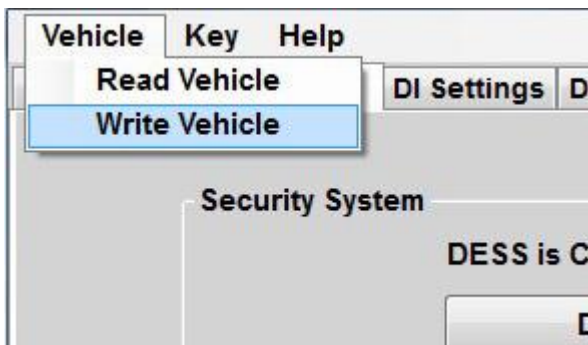 Vehicle Key Help
Read Vehicle
DI Settings
Write Vehicle
Security System
DESS is